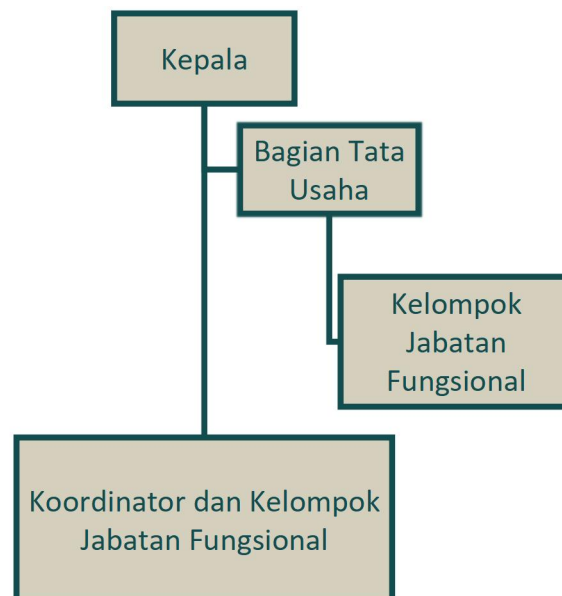 Kepala
Bagian Tata
Usaha
Kelompok
Jabatan
Fungsional
Koordinator dan Kelompok
Jabatan Fungsional